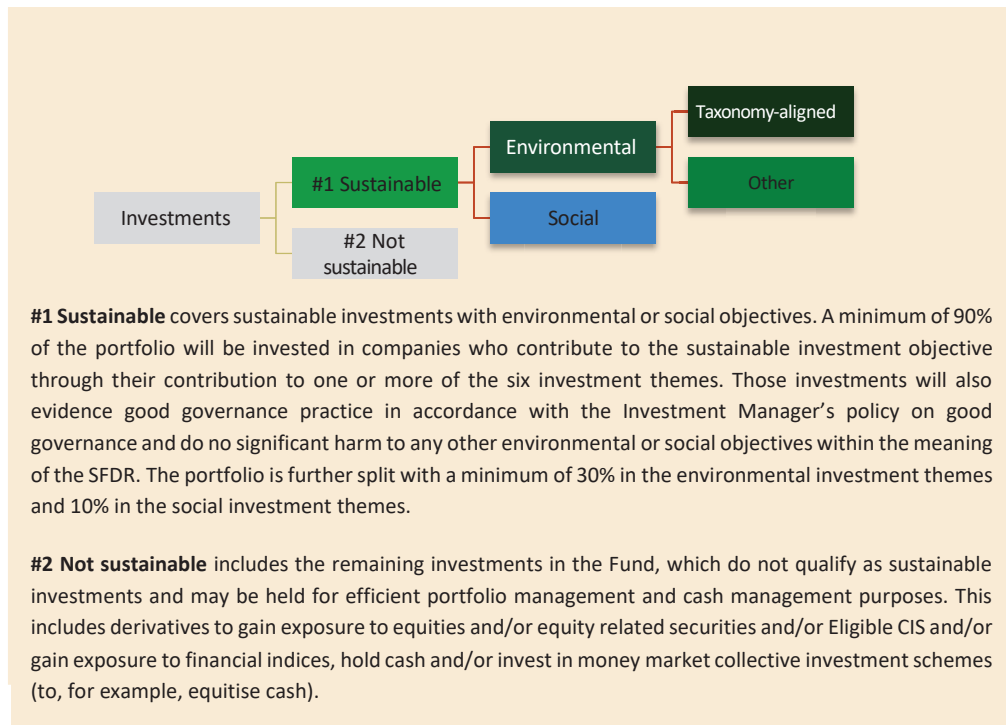 Taxonomy-aligned
Environmental
#1 Sustainable
Other
Investments
Social
#2 Not
sustainable
#1 Sustainable covers sustainable investments with environmental or social objectives. A minimum of 90%
of the portfolio will be invested in companies who contribute to the sustainable investment objective
through their contribution to one or more of the six investment themes. Those investments will also
evidence good governance practice in accordance with the Investment Manager’s policy on good
governance and do no significant harm to any other environmental or social objectives within the meaning
of the SFDR. The portfolio is further split with a minimum of 30% in the environmental investment themes
and 10% in the social investment themes.
#2 Not sustainable includes the remaining investments in the Fund, which do not qualify as sustainable
investments and may be held for efficient portfolio management and cash management purposes. This
includes derivatives to gain exposure to equities and/or equity related securities and/or Eligible CIS and/or
gain exposure to financial indices, hold cash and/or invest in money market collective investment schemes
(to, for example, equitise cash).